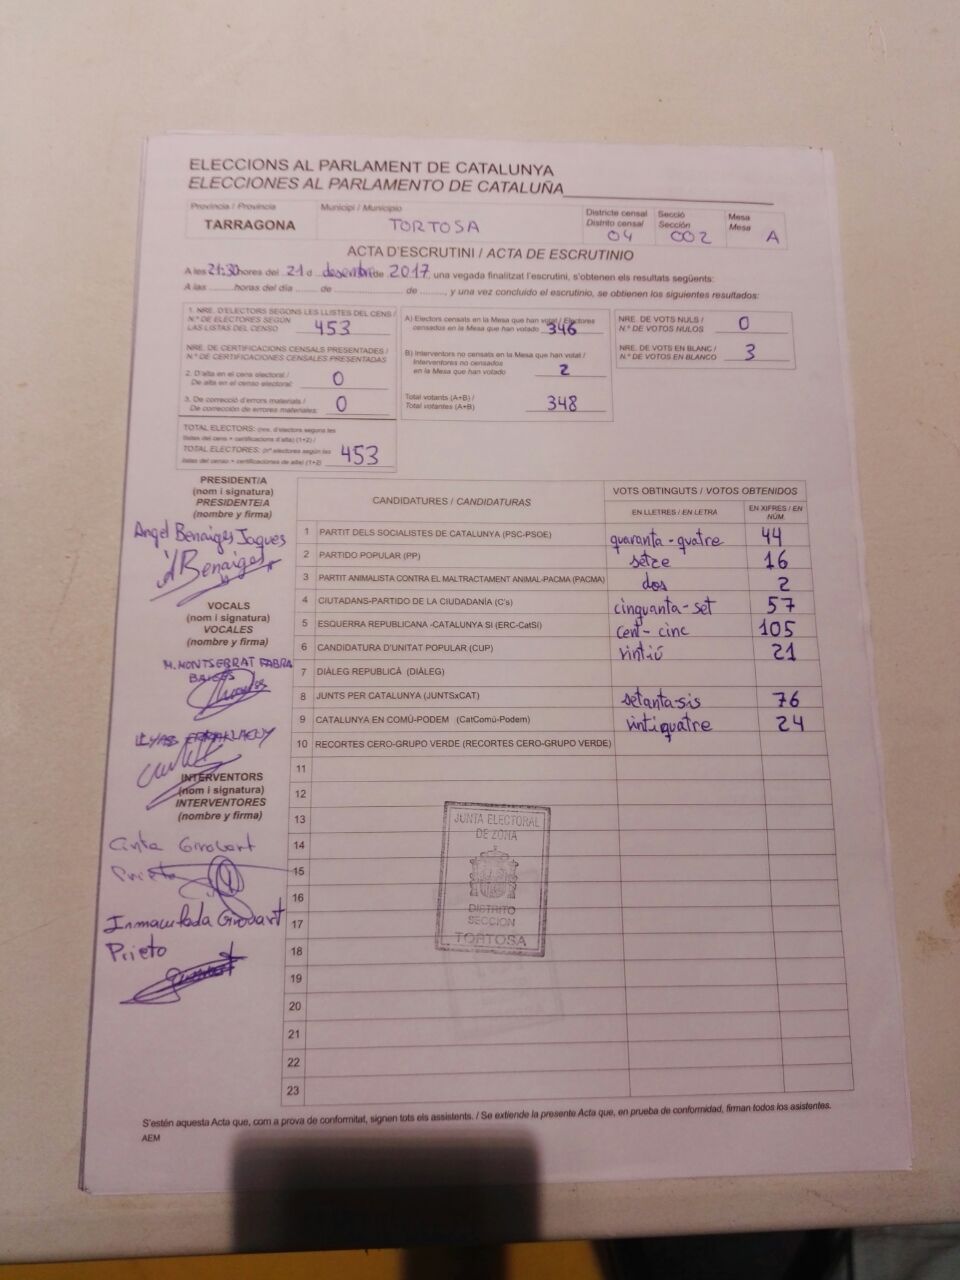 ELECCIONS AL PARLAMENT DE CATALUNYA
ELECCIONES AL PARLAMENTO DE CATALUÑA
Província / Provincia
TARRAGONA
Municipi / Municipio
TORTOSA
Districte censal
Distrito censal
04
Secció
Sección
002
Mesa
Mesa
A
ACTA D'ESCRUTINI / ACTA DE ESCRUTINIO
A les 21:30 hores del 21 d desembre de 2017, una vegada finalitzat l'escrutini, s'obtenen els resultats següents:
A las ......... horas del día ...... de ........................ de ........, y una vez concluido el escrutinio, se obtienen los siguientes resultados:
1. NRE. D'ELECTORS SEGONS LES LLISTES DEL CENS /
N.º DE ELECTORES SEGÚN
LAS LISTAS DEL CENSO
453
NRE. DE CERTIFICACIONS CENSALS PRESENTADES /
N.º DE CERTIFICACIONES CENSALES PRESENTADAS
2. D'alta en el cens electoral /
De alta en el censo electoral:
0
3. De correcció d'errors materials /
De corrección de errores materiales:
0
TOTAL ELECTORS: (nre. d'electors segons les
llistes del cens + certificacions d'alta) (1+2) /
TOTAL ELECTORES: (nº electores según las
listas del censo + certificaciones de alta) (1+2)
453
A) Electors censats en la Mesa que han votat / Electores
censados en la Mesa que han votado
346
B) Interventors no censats en la Mesa que han votat /
Interventores no censados
en la Mesa que han votado
2
Total votants (A+B) /
Total votantes (A+B)
348
NRE. DE VOTS NULS /
N.º DE VOTOS NULOS
0
NRE. DE VOTS EN BLANC /
N.º DE VOTOS EN BLANCO
3
PRESIDENT/A
(nom i signatura)
PRESIDENTE/A
(nombre y firma)
Angel Benaiges Jaques
Benaiges
VOCALS
(nom i signatura)
VOCALES
(nombre y firma)
M. MONTSERRAT FABRA
BAIGES
INTERVENTORS
(nom i signatura)
INTERVENTORES
(nombre y firma)
Cinta Girobart
Prieto
Inmaculada Girobart
Prieto
CANDIDATURES / CANDIDATURAS
VOTS OBTINGUTS / VOTOS OBTENIDOS
EN LLETRES / EN LETRA
EN XIFRES / EN NÚM.
1 PARTIT DELS SOCIALISTES DE CATALUNYA (PSC-PSOE) quaranta-quatre 44
2 PARTIDO POPULAR (PP) setze 16
3 PARTIT ANIMALISTA CONTRA EL MALTRACTAMENT ANIMAL-PACMA (PACMA) dos 2
4 CIUTADANS-PARTIDO DE LA CIUDADANÍA (C's) cinquanta-set 57
5 ESQUERRA REPUBLICANA -CATALUNYA SI (ERC-CatSí) cent-cinc 105
6 CANDIDATURA D'UNITAT POPULAR (CUP) vintiú 21
7 DIÀLEG REPUBLICÀ (DIÀLEG)
8 JUNTS PER CATALUNYA (JUNTSxCAT) setanta-sis 76
9 CATALUNYA EN COMÚ-PODEM (CatComú-Podem) vintiquatre 24
10 RECORTES CERO-GRUPO VERDE (RECORTES CERO-GRUPO VERDE)
11
12
13
14
15
16
17
18
19
20
21
22
23
JUNTA ELECTORAL
DE ZONA
DISTRITO
SECCION
TORTOSA
S'estén aquesta Acta que, com a prova de conformitat, signen tots els assistents. / Se extiende la presente Acta que, en prueba de conformidad, firman todos los asistentes.
AEM